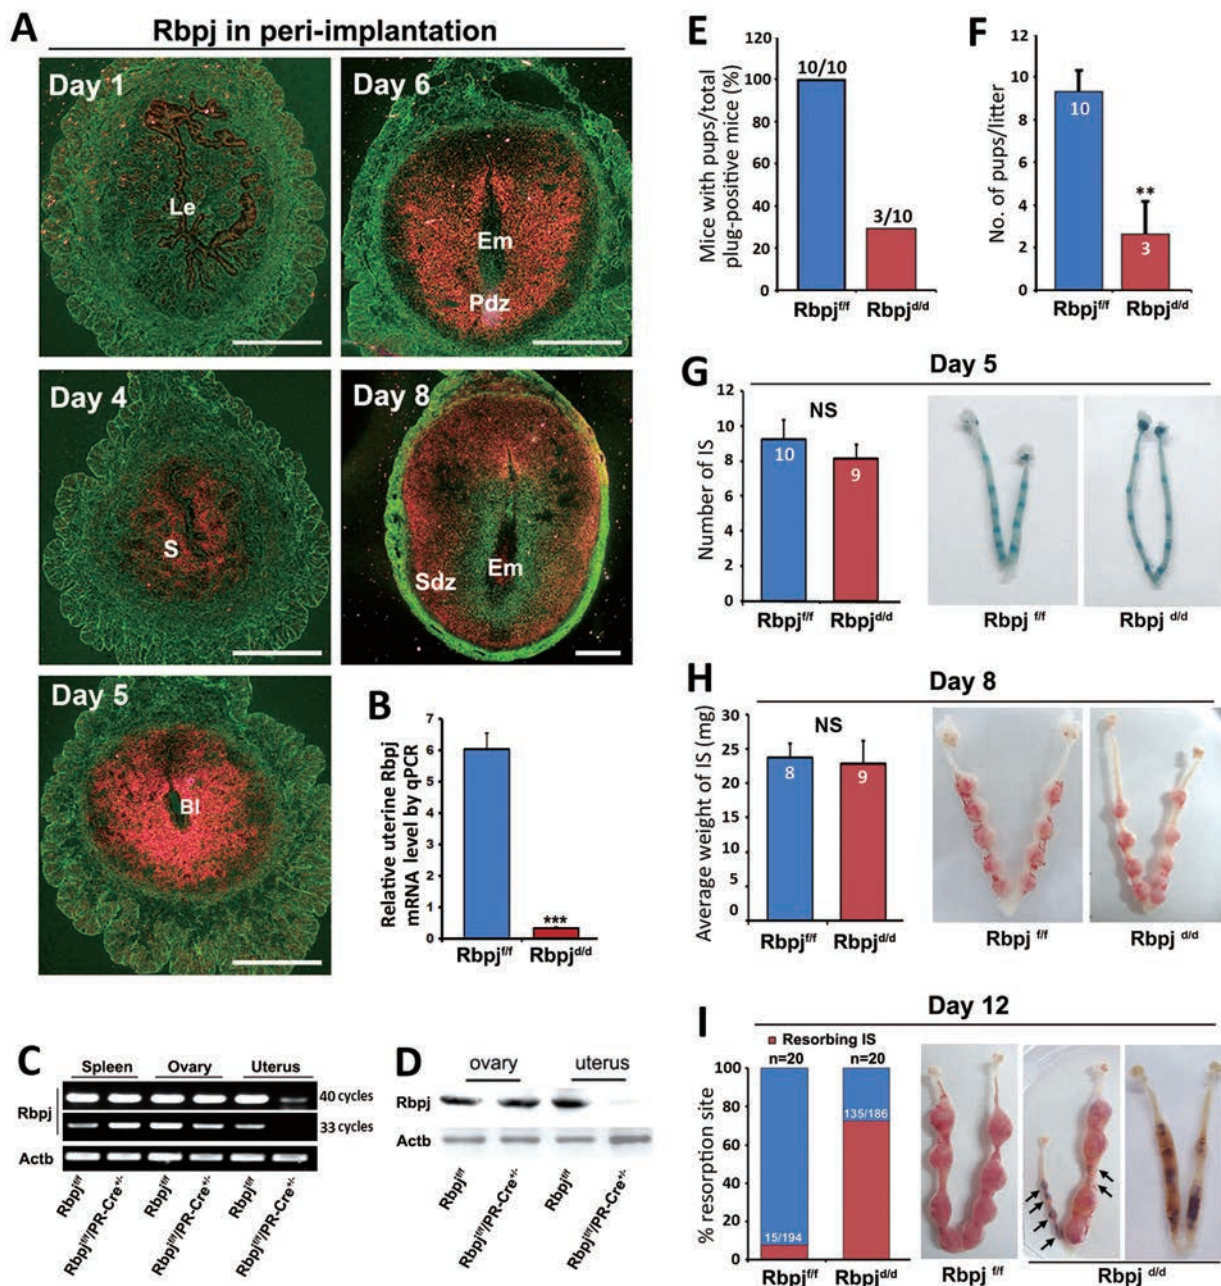 A
Rbpj in peri-implantation
Day 1
Le
Day 6
Em
Pdz
Day 4
S
Day 8
Sdz
Em
Day 5
Bl
B
Relative uterine Rbpj
mRNA level by qPCR
7
6
5
4
3
2
1
0
***
Rbpjf/f
Rbpjd/d
C
Spleen
Ovary
Uterus
Rbpj
40 cycles
33 cycles
Actb
Rbpjf/f
Rbpjf/f/PR-Cre+/-
Rbpjf/f
Rbpjf/f/PR-Cre+/-
Rbpjf/f
Rbpjf/f/PR-Cre+/-
D
ovary
uterus
Rbpj
Actb
Rbpjf/f
Rbpjf/f/PR-Cre+/-
Rbpjf/f
Rbpjf/f/PR-Cre+/-
E
Mice with pups/total
plug-positive mice (%)
120
100
80
60
40
20
0
10/10
3/10
Rbpjf/f
Rbpjd/d
F
No. of pups/litter
12
10
8
6
4
2
0
10
**
3
Rbpjf/f
Rbpjd/d
G
Day 5
Number of IS
12
10
8
6
4
2
0
NS
10
9
Rbpjf/f
Rbpjd/d
Rbpj f/f
Rbpj d/d
H
Day 8
Average weight of IS (mg)
30
25
20
15
10
5
0
NS
8
9
Rbpjf/f
Rbpjd/d
Rbpj f/f
Rbpj d/d
I
Day 12
Resorbing IS
n=20
n=20
% resorption site
100
80
60
40
20
0
15/194
135/186
Rbpjf/f
Rbpjd/d
Rbpj f/f
Rbpj d/d